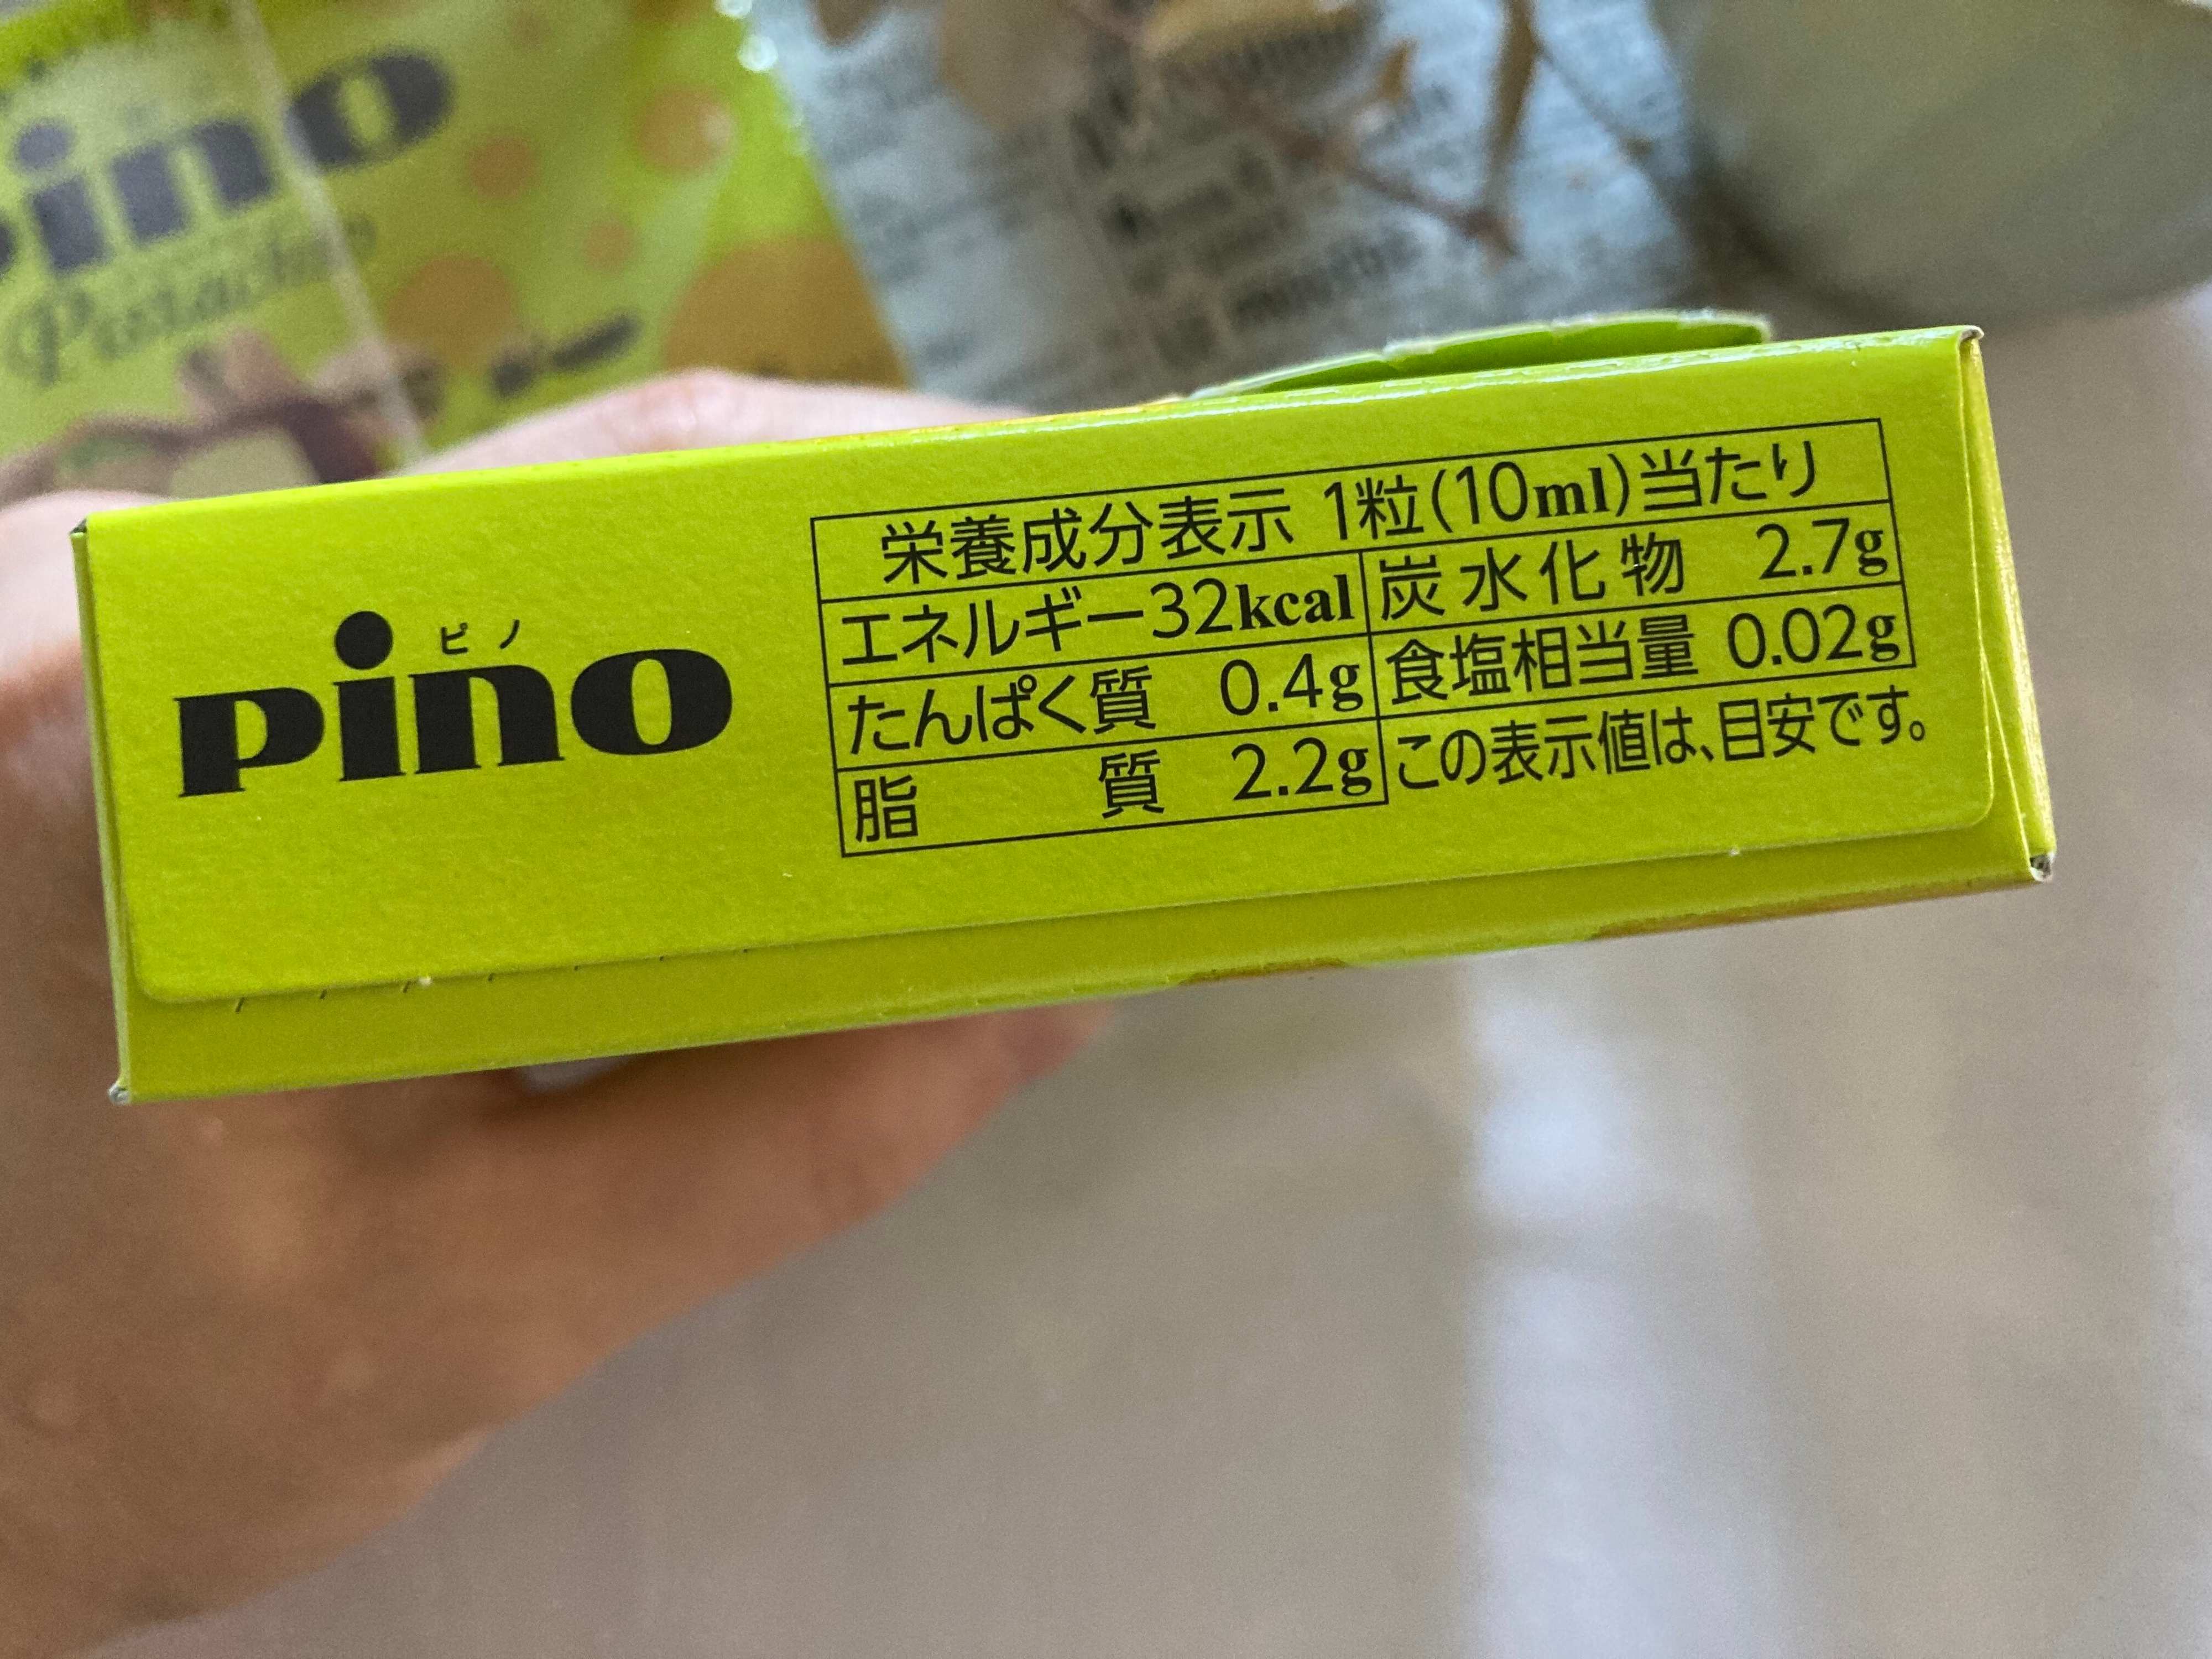 pino
Pistachio
ピノ
pino
栄養成分表示 1粒(10ml)当たり
エネルギー32kcal 炭水化物 2.7g
たんぱく質 0.4g 食塩相当量 0.02g
脂質 2.2g この表示値は、目安です。